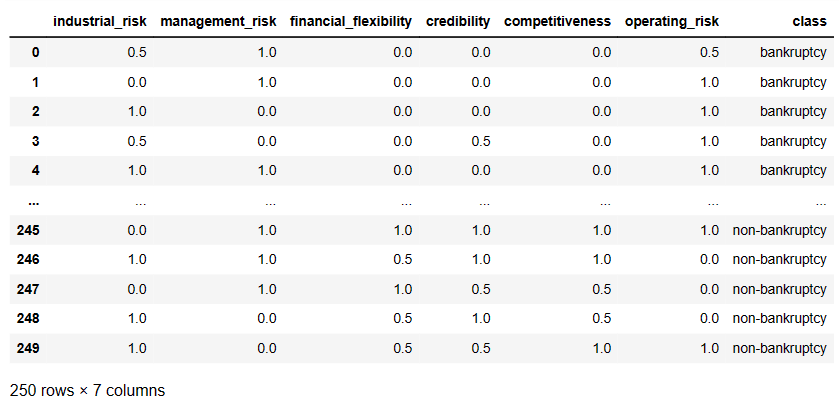 industrial_risk management_risk financial_flexibility credibility competitiveness operating_risk class
0 0.5 1.0 0.0 0.0 0.0 0.5 bankruptcy
1 0.0 1.0 0.0 0.0 0.0 1.0 bankruptcy
2 1.0 0.0 0.0 0.0 0.0 1.0 bankruptcy
3 0.5 0.0 0.0 0.5 0.0 1.0 bankruptcy
4 1.0 1.0 0.0 0.0 0.0 1.0 bankruptcy
... ... ... ... ... ... ... ...
245 0.0 1.0 1.0 1.0 1.0 1.0 non-bankruptcy
246 1.0 1.0 0.5 1.0 1.0 0.0 non-bankruptcy
247 0.0 1.0 1.0 0.5 0.5 0.0 non-bankruptcy
248 1.0 0.0 0.5 1.0 0.5 0.0 non-bankruptcy
249 1.0 0.0 0.5 0.5 1.0 1.0 non-bankruptcy
250 rows × 7 columns